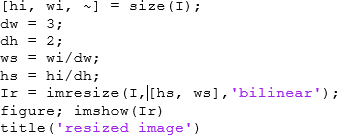 [hi, wi, ~] = size(I);
dw = 3;
dh = 2;
ws = wi/dw;
hs = hi/dh;
Ir = imresize(I,[hs, ws],'bilinear');
figure; imshow(Ir)
title('resized image')